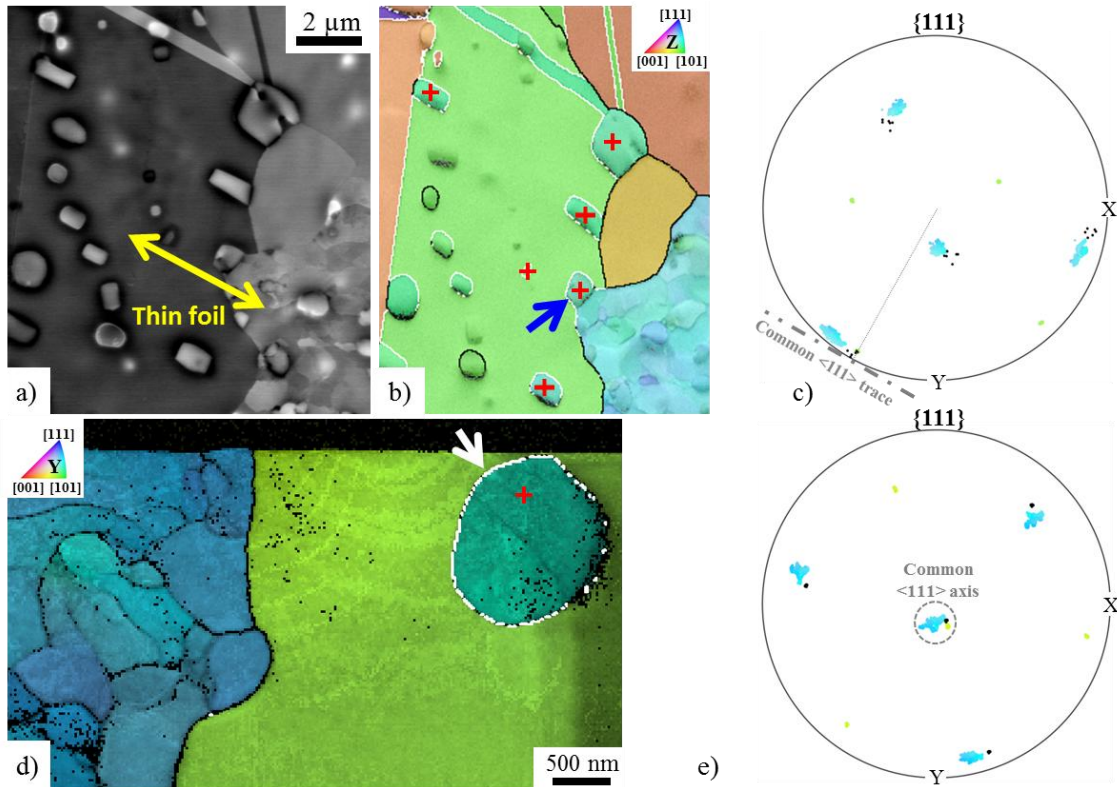 2 µm
Thin foil
a)
[111]
Z
[001] [101]
b)
{111}
X
Y
Common <111> trace
c)
[111]
Y
[001] [101]
500 nm
d)
{111}
Common
<111> axis
X
Y
e)